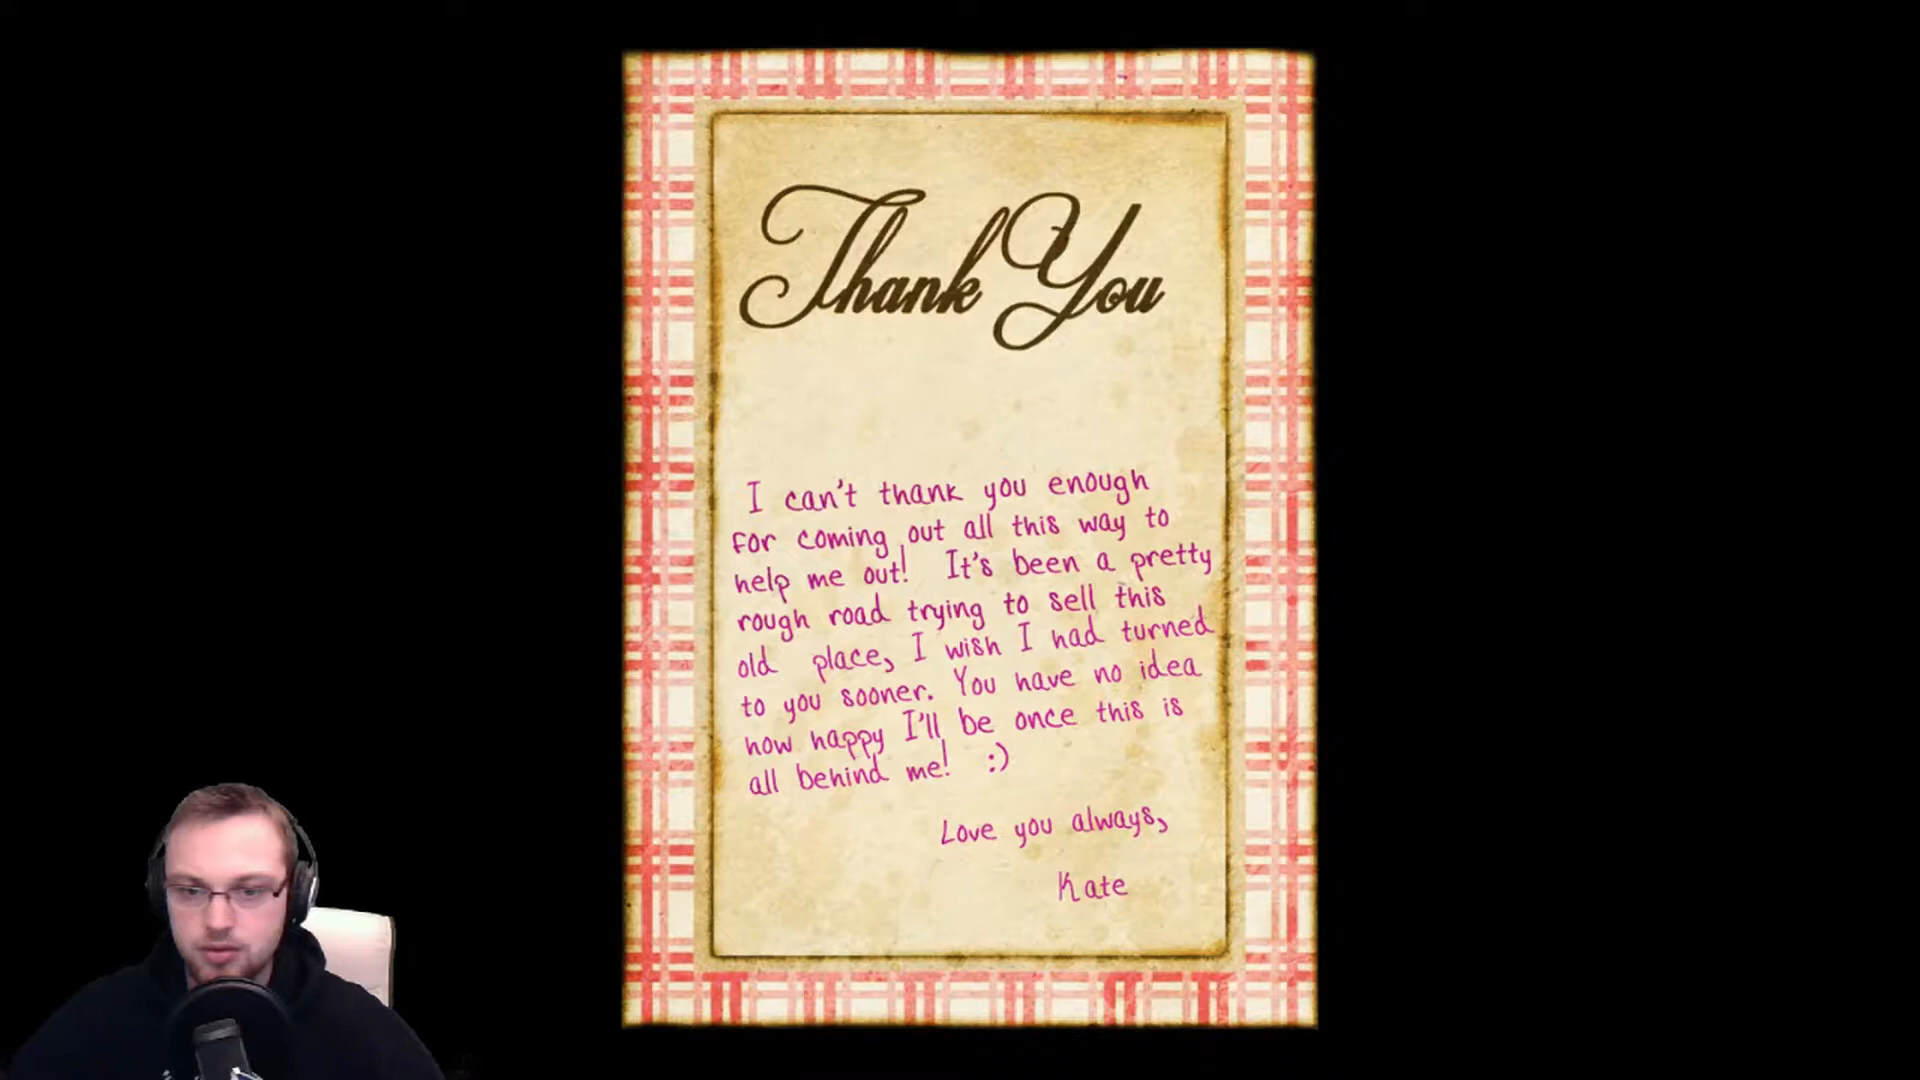 Thank You
I can't thank you enough
for coming out all this way to
help me out! It's been a pretty
rough road trying to sell this
old place, I wish I had turned
to you sooner. You have no idea
how happy I'll be once this is
all behind me! :)
Love you always,
Kate